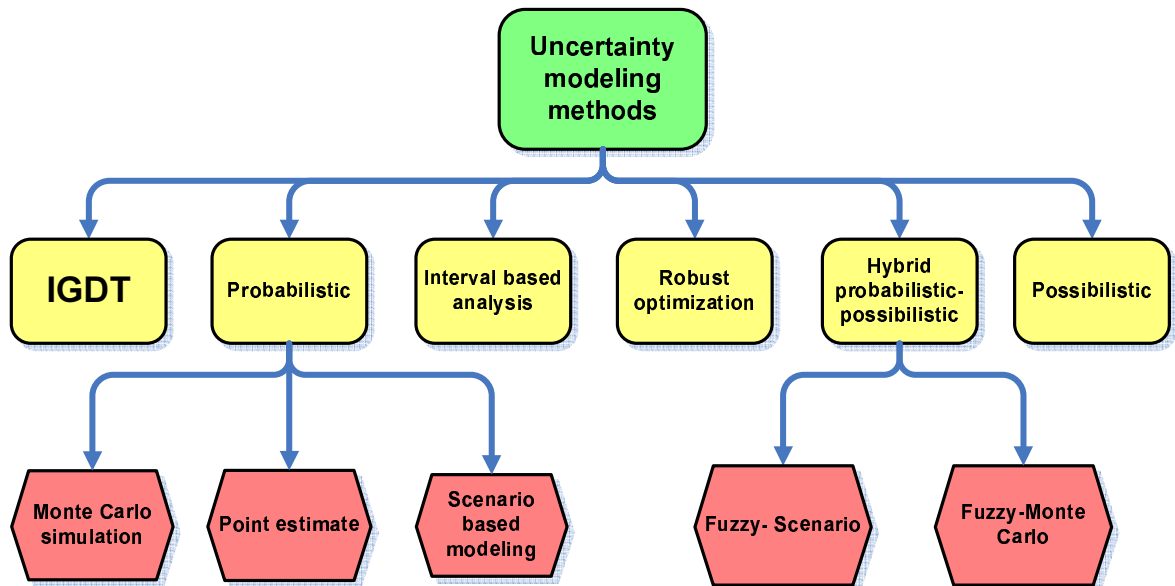 Uncertainty
modeling
methods
IGDT
Probabilistic
Interval based
analysis
Robust
optimization
Hybrid
probabilistic-
possibilistic
Possibilistic
Monte Carlo
simulation
Point estimate
Scenario
based
modeling
Fuzzy- Scenario
Fuzzy-Monte
Carlo